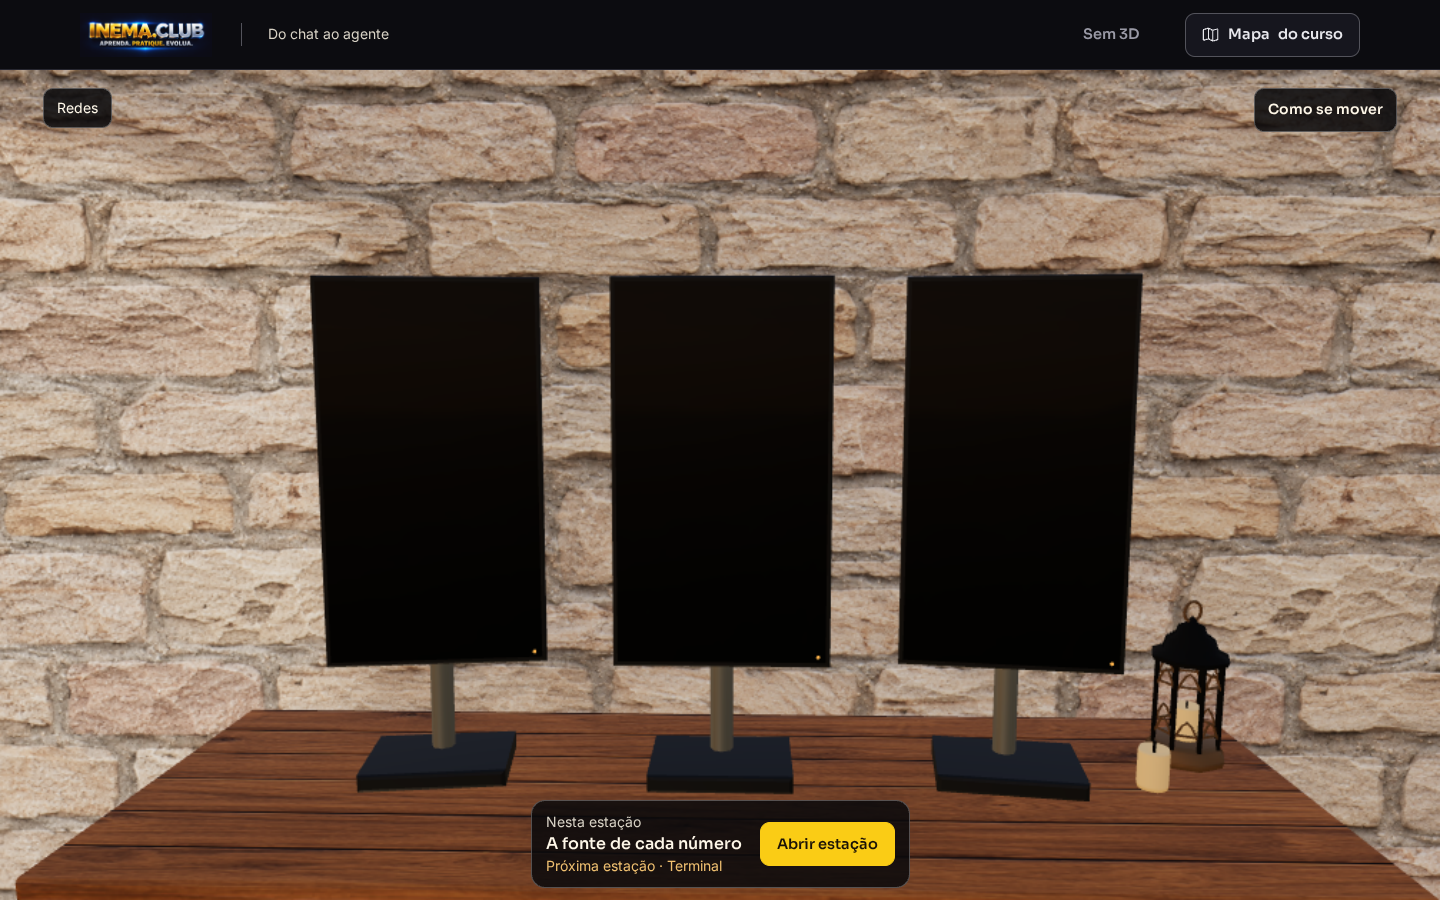 INEMA.CLUB
APRENDA. PRATIQUE. EVOLUA.
Do chat ao agente
Sem 3D
Mapa do curso
Redes
Como se mover
Nesta estação
A fonte de cada número
Próxima estação · Terminal
Abrir estação